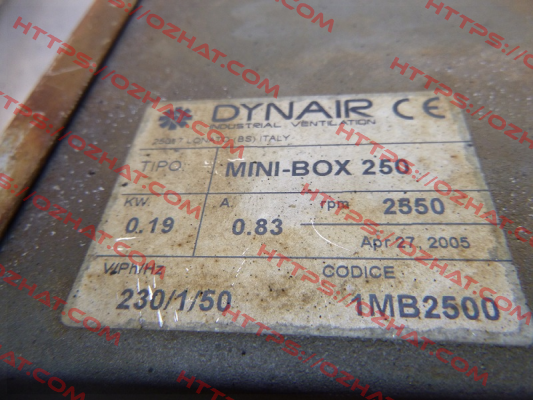 DYNAIR CE
INDUSTRIAL VENTILATION
ITALY
TIPO: MINI-BOX 250
KW A. rpm 2550
0.19 0.83 Apr 27, 2005
V/Ph/Hz CODICE
230/1/50 1MB2500
HTTPS://OZHAT.COM